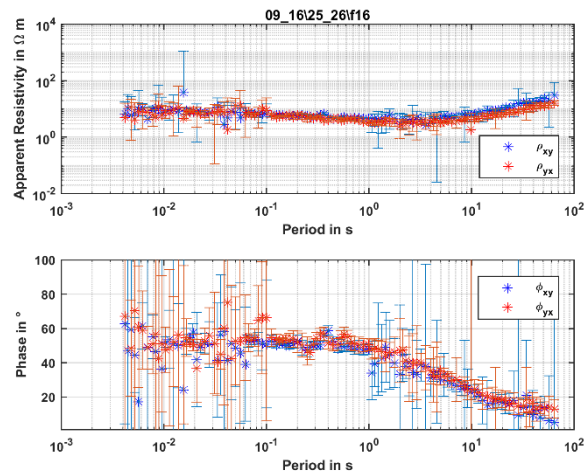 09_16\25_26\f16
Apparent Resistivity in Ω m
10^4
10^2
10^0
10^-2
ρxy
ρyx
10^-3
10^-2
10^-1
10^0
10^1
10^2
Period in s
Phase in °
100
80
60
40
20
ϕxy
ϕyx
10^-3
10^-2
10^-1
10^0
10^1
10^2
Period in s